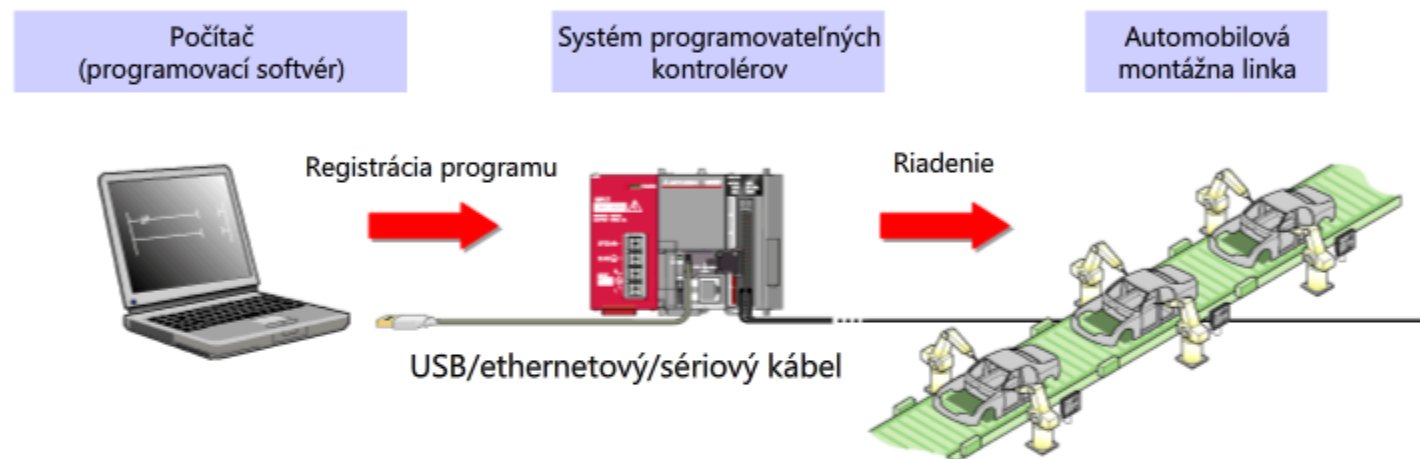 Počítač
(programovací softvér)
Systém programovateľných
kontrolérov
Automobilová
montážna linka
Registrácia programu
Riadenie
USB/ethernetový/sériový kábel